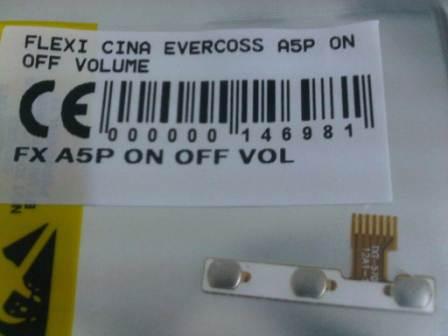 FLEXI CINA EVERCOSS A5P ON
OFF VOLUME
CE
000000 146981
FX A5P ON OFF VOL